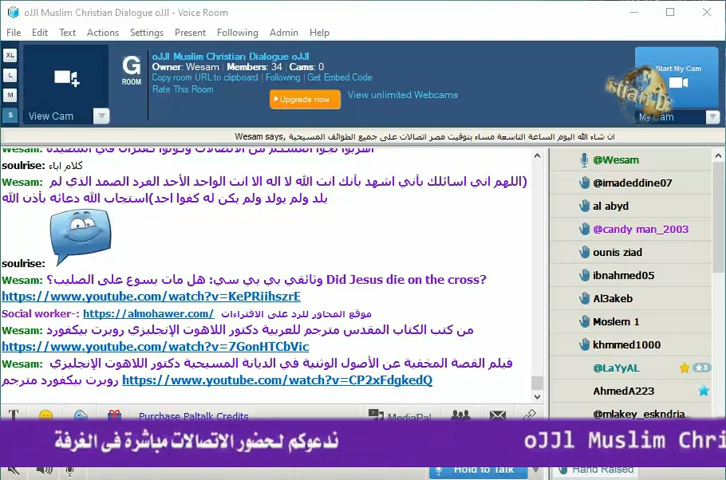 oJJl Muslim Christian Dialogue oJJl - Voice Room
File Edit Text Actions Settings Present Following Admin Help
XL
L
M
S
View Cam
G
ROOM
oJJl Muslim Christian Dialogue oJJl
Owner: Wesam | Members: 34 | Cams: 0
Copy room URL to clipboard | Following | Get Embed Code
Rate This Room
Upgrade now
View unlimited Webcams
Start My Cam
My Cam
Wesam says, ان شاء الله اليوم الساعة التاسعة مساء بتوقيت مصر اتصالات على جميع الطوائف المسيحية
soulrise: كلام اباء
Wesam: (اللهم اني اسائلك بأني اشهد بأنك انت الله لا اله الا انت الواحد الأحد الفرد الصمد الذي لم
يلد ولم يولد ولم يكن له كفوا احد)استجاب الله دعائه بأذن الله
soulrise:
Wesam: وثائقي بي بي سي: هل مات يسوع على الصليب؟ Did Jesus die on the cross?
https://www.youtube.com/watch?v=KePRiihszrE
Social worker-: https://almohawer.com/ موقع المحاور للرد على الافتراءات
Wesam: من كتب الكتاب المقدس مترجم للعربية دكتور اللاهوت الإنجليزي روبرت بيكفورد
https://www.youtube.com/watch?v=7GonHTCbVic
Wesam: فيلم القصة المخفية عن الأصول الوثنية في الديانة المسيحية دكتور اللاهوت الإنجليزي
روبرت بيكفورد مترجم https://www.youtube.com/watch?v=CP2xFdgkedQ
@Wesam
@imadeddine07
al abyd
@candy man_2003
ounis ziad
ibnahmed05
Al3akeb
Moslem 1
khmmed1000
@LaYyAL
3
AhmedA223
@mlakey_eskndria
Purchase Paltalk Credits
MediaPal
ندعوكم لحضور الاتصالات مباشرة فى الغرفة
oJJl Muslim Chri
Hold to Talk
Hand Raised